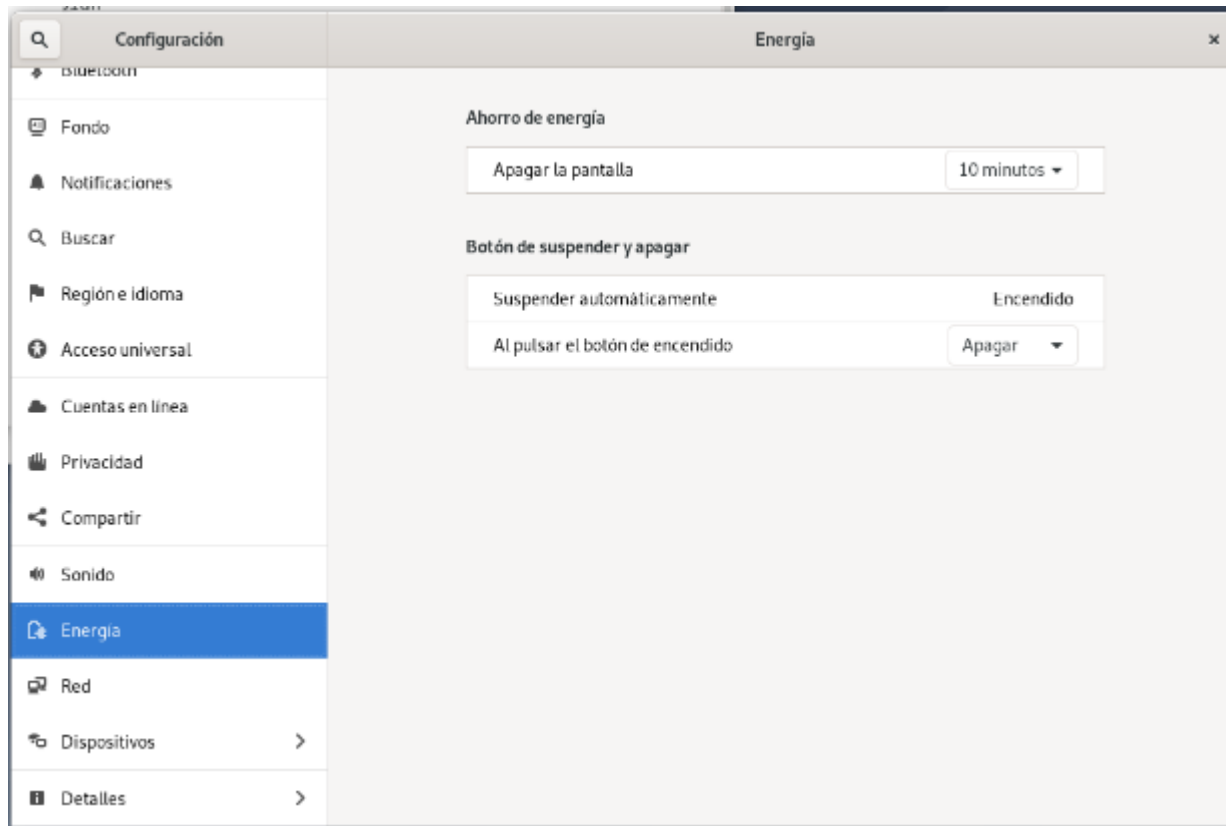 Configuración
Energía
Bluetooth
Fondo
Notificaciones
Buscar
Región e idioma
Acceso universal
Cuentas en línea
Privacidad
Compartir
Sonido
Energía
Red
Dispositivos
Detalles
Ahorro de energía
Apagar la pantalla 10 minutos
Botón de suspender y apagar
Suspender automáticamente Encendido
Al pulsar el botón de encendido Apagar